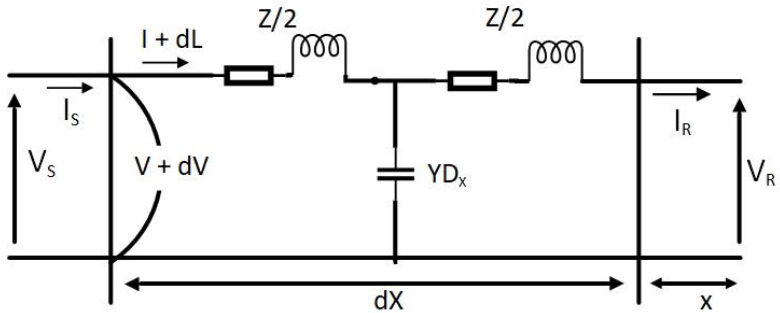 Z/2
Z/2
I + dL
I_S
I_R
V_S
V + dV
YD_x
V_R
dX
x